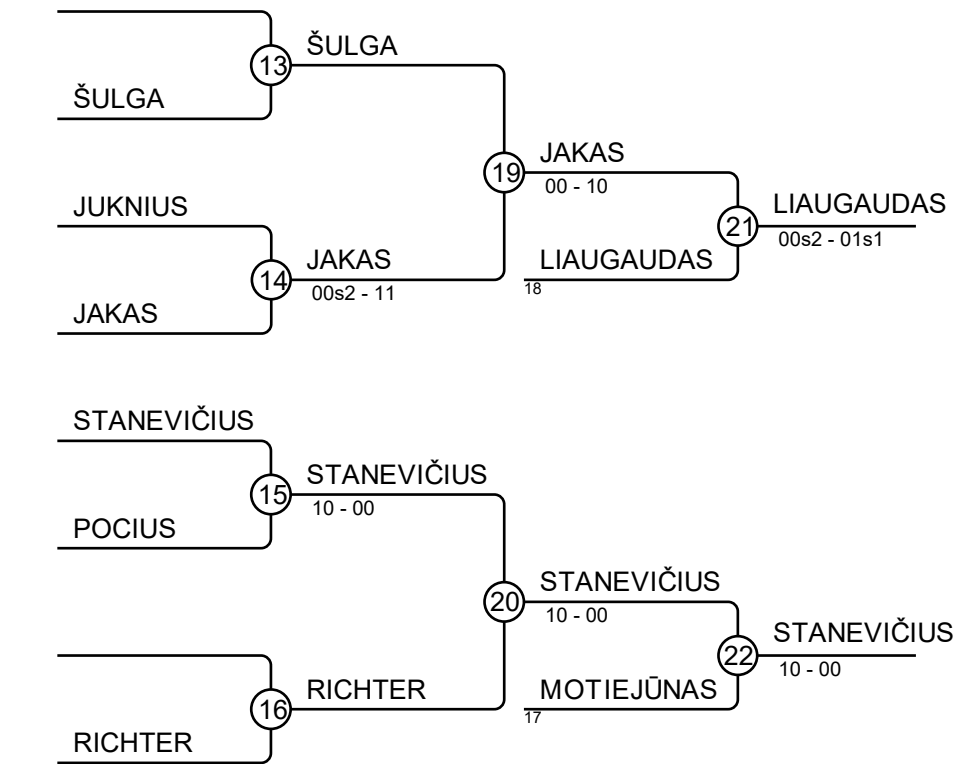 13
ŠULGA
ŠULGA
19
JAKAS
00 - 10
JUKNIUS
14
JAKAS
00s2 - 11
JAKAS
21
LIAUGAUDAS
00s2 - 01s1
LIAUGAUDAS
18
STANEVIČIUS
15
STANEVIČIUS
10 - 00
POCIUS
20
STANEVIČIUS
10 - 00
22
STANEVIČIUS
10 - 00
MOTIEJŪNAS
17
16
RICHTER
RICHTER